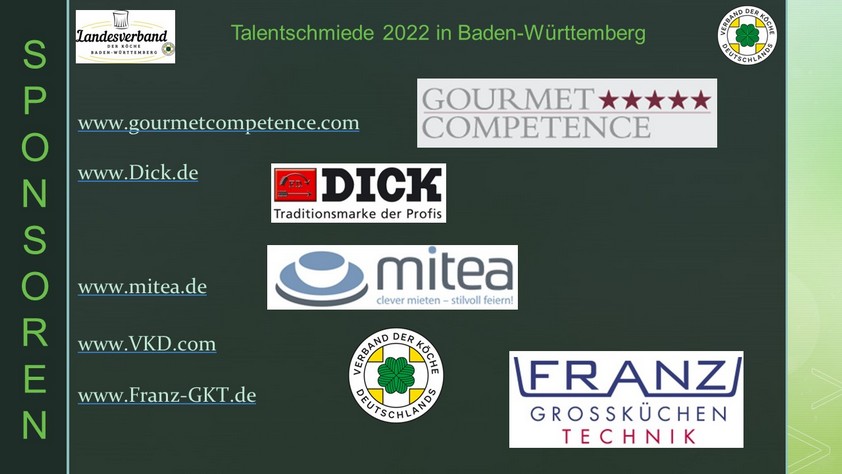 SPONSOREN
Landesverband
DER KÖCHE
BADEN-WÜRTTEMBERG
Talentschmiede 2022 in Baden-Württemberg
VERBAND DER KÖCHE DEUTSCHLANDS
www.gourmetcompetence.com
GOURMET★★★★★
COMPETENCE
www.Dick.de
DICK
Traditionsmarke der Profis
www.mitea.de
mitea
clever mieten – stilvoll feiern!
www.VKD.com
VERBAND DER KÖCHE DEUTSCHLANDS
www.Franz-GKT.de
FRANZ
GROSSKÜCHEN
TECHNIK